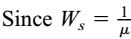 Since $W_s = \frac{1}{\mu}$